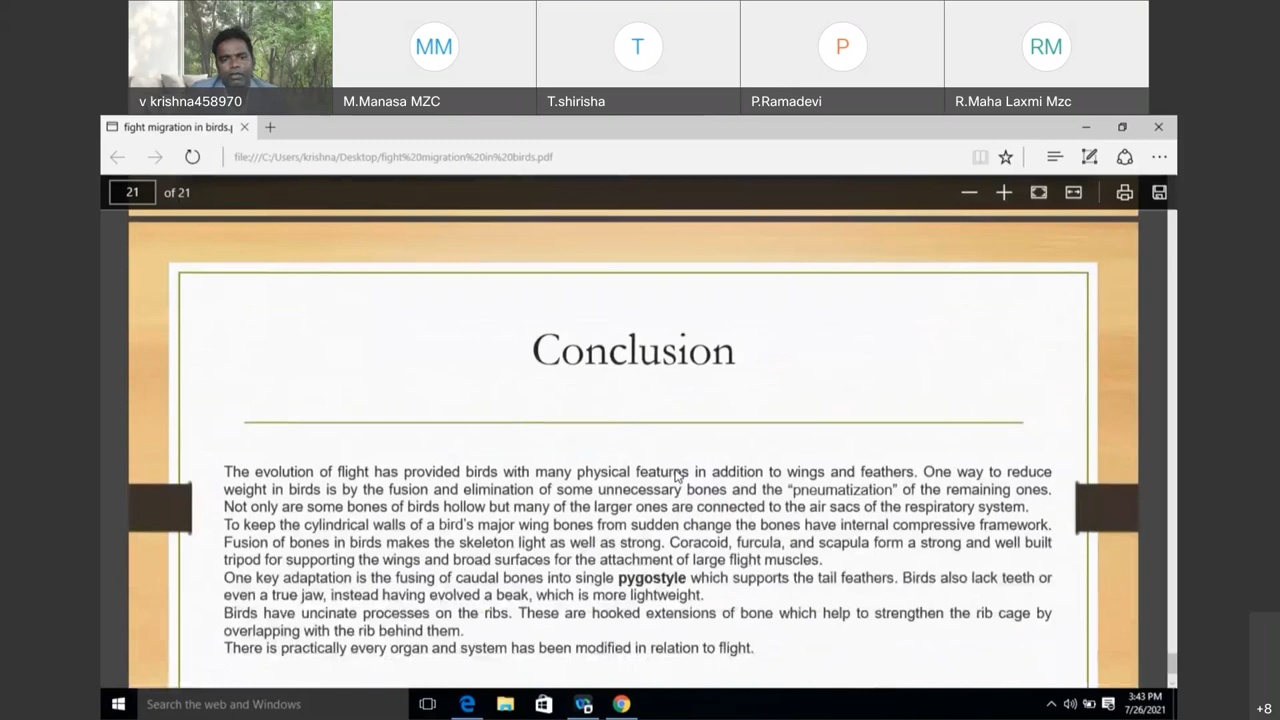 MM
T
P
RM
v krishna458970
M.Manasa MZC
T.shirisha
P.Ramadevi
R.Maha Laxmi Mzc
fight migration in birds.p
file:///C:/Users/krishna/Desktop/fight%20migration%20in%20birds.pdf
21 of 21
Conclusion
The evolution of flight has provided birds with many physical features in addition to wings and feathers. One way to reduce
weight in birds is by the fusion and elimination of some unnecessary bones and the “pneumatization” of the remaining ones.
Not only are some bones of birds hollow but many of the larger ones are connected to the air sacs of the respiratory system.
To keep the cylindrical walls of a bird's major wing bones from sudden change the bones have internal compressive framework.
Fusion of bones in birds makes the skeleton light as well as strong. Coracoid, furcula, and scapula form a strong and well built
tripod for supporting the wings and broad surfaces for the attachment of large flight muscles.
One key adaptation is the fusing of caudal bones into single pygostyle which supports the tail feathers. Birds also lack teeth or
even a true jaw, instead having evolved a beak, which is more lightweight.
Birds have uncinate processes on the ribs. These are hooked extensions of bone which help to strengthen the rib cage by
overlapping with the rib behind them.
There is practically every organ and system has been modified in relation to flight.
Search the web and Windows
3:43 PM
7/26/2021
+8